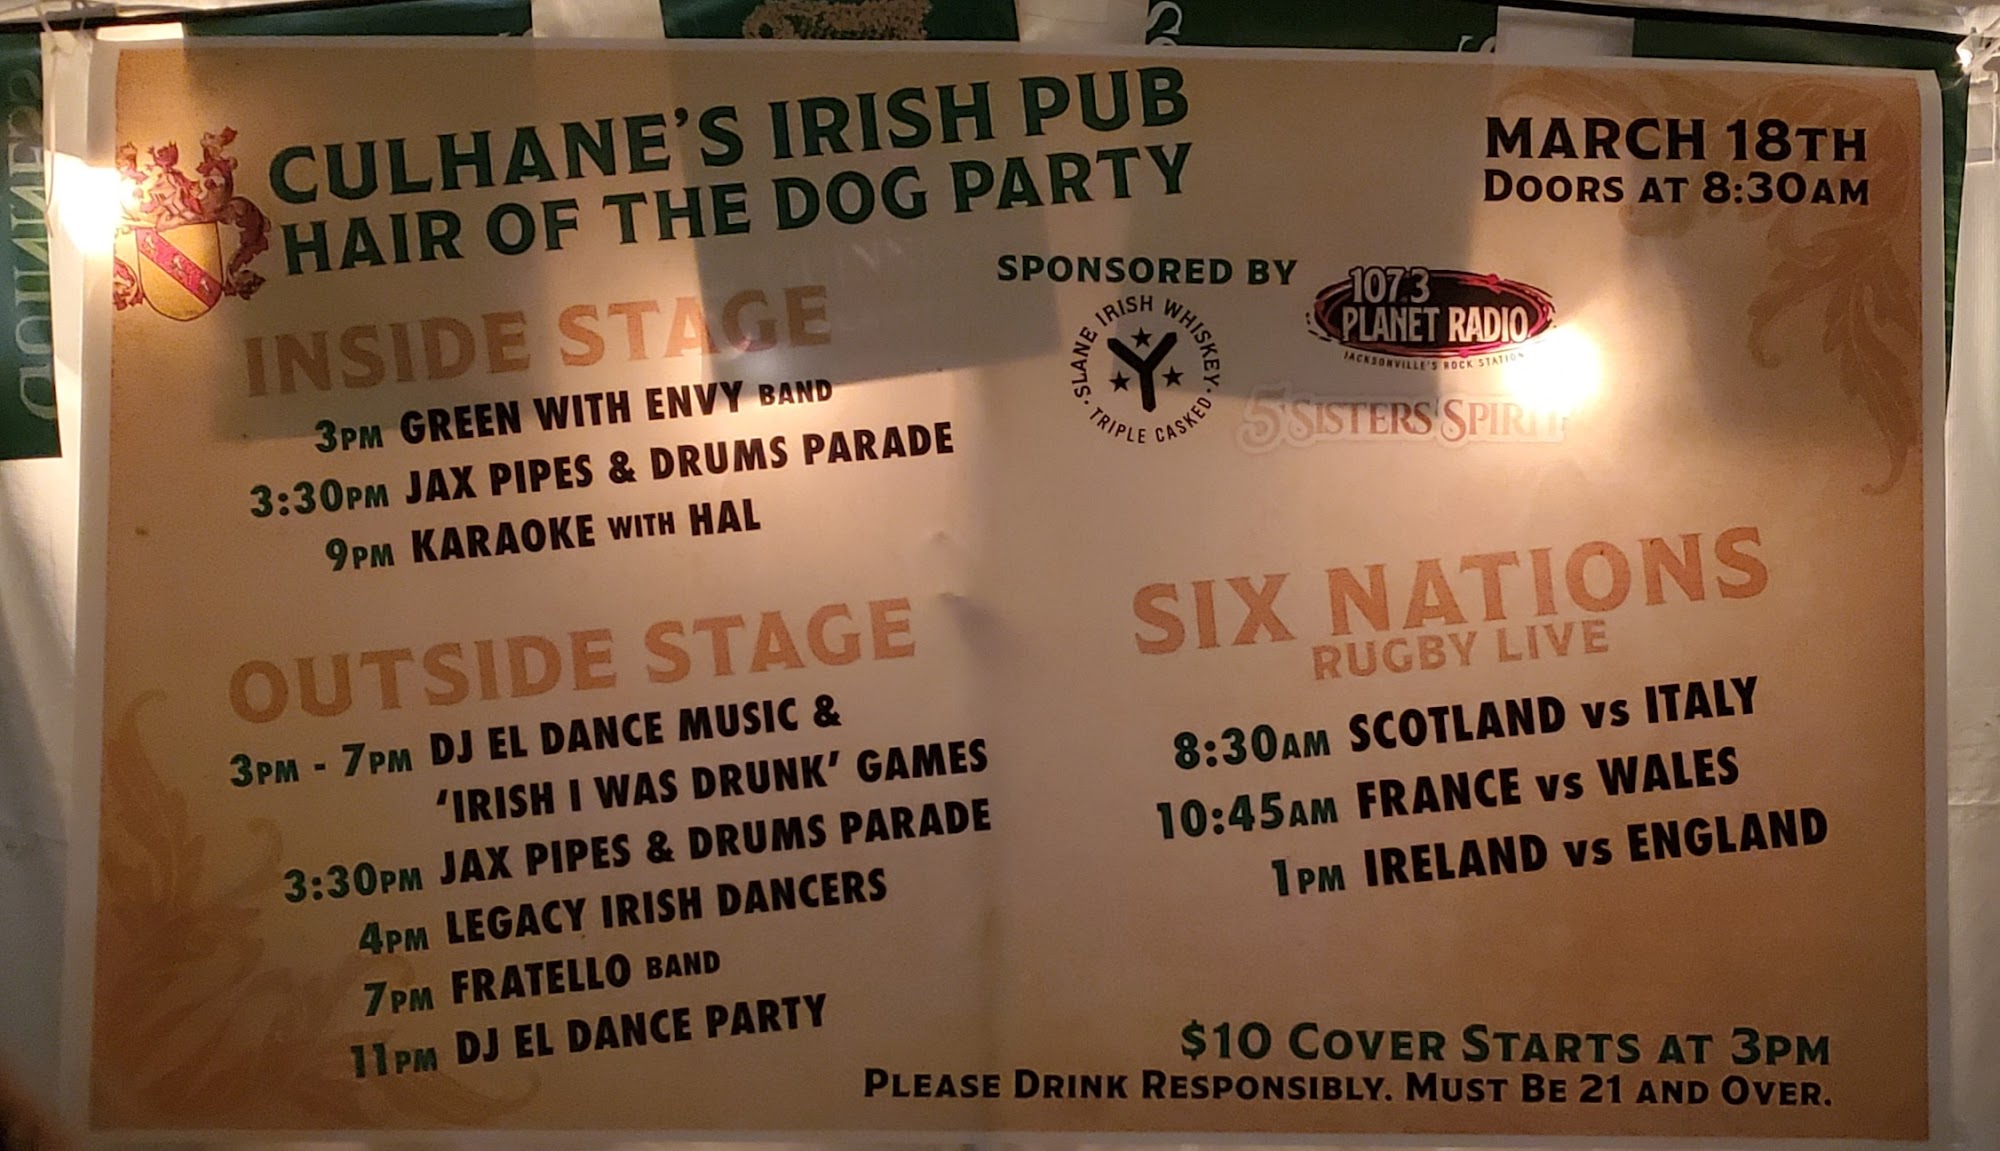 CULHANE'S IRISH PUB
HAIR OF THE DOG PARTY
MARCH 18TH
DOORS AT 8:30AM
SPONSORED BY
SLANE IRISH WHISKEY
TRIPLE CASKED
107.3
PLANET RADIO
JACKSONVILLE'S ROCK STATION
5 SISTERS SPIRITS
INSIDE STAGE
3PM GREEN WITH ENVY BAND
3:30PM JAX PIPES & DRUMS PARADE
9PM KARAOKE WITH HAL
OUTSIDE STAGE
3PM - 7PM DJ EL DANCE MUSIC &
'IRISH I WAS DRUNK' GAMES
3:30PM JAX PIPES & DRUMS PARADE
4PM LEGACY IRISH DANCERS
7PM FRATELLO BAND
11PM DJ EL DANCE PARTY
SIX NATIONS
RUGBY LIVE
8:30AM SCOTLAND VS ITALY
10:45AM FRANCE VS WALES
1PM IRELAND VS ENGLAND
$10 COVER STARTS AT 3PM
PLEASE DRINK RESPONSIBLY. MUST BE 21 AND OVER.